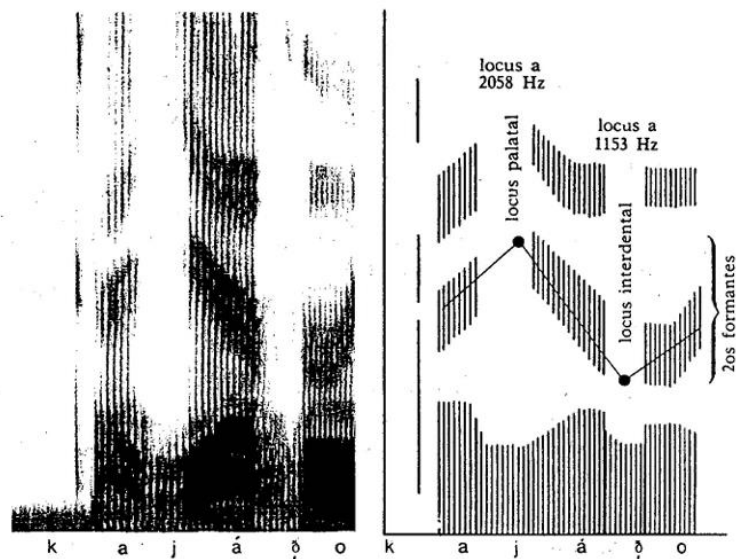 locus a
2058 Hz
locus a
1153 Hz
locus palatal
locus interdental
2os formantes
k a j á ð̞ o
k a j á ð̞ o